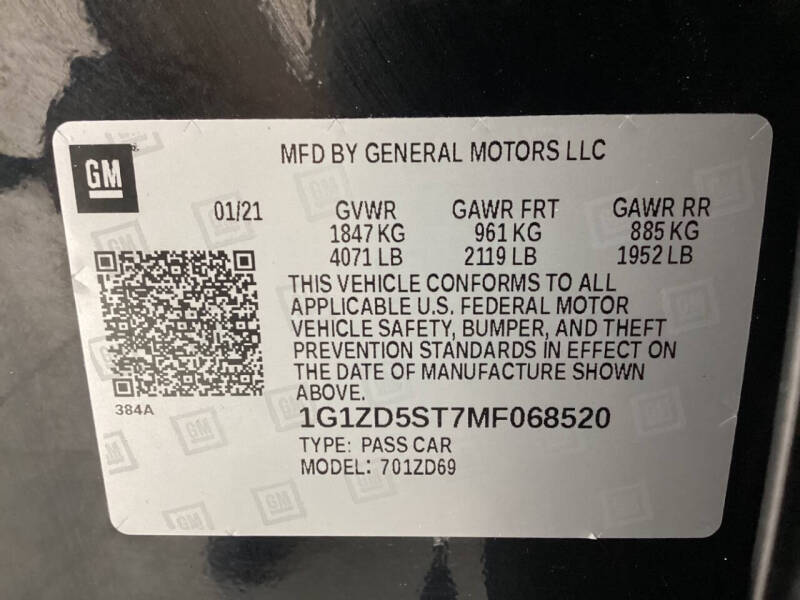 GM
MFD BY GENERAL MOTORS LLC
01/21 GVWR GAWR FRT GAWR RR
1847 KG 961 KG 885 KG
4071 LB 2119 LB 1952 LB
THIS VEHICLE CONFORMS TO ALL
APPLICABLE U.S. FEDERAL MOTOR
VEHICLE SAFETY, BUMPER, AND THEFT
PREVENTION STANDARDS IN EFFECT ON
THE DATE OF MANUFACTURE SHOWN
ABOVE.
384A
1G1ZD5ST7MF068520
TYPE: PASS CAR
MODEL: 701ZD69